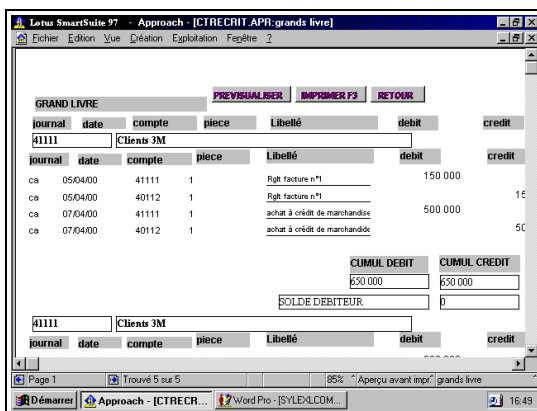 Lotus SmartSuite 97 - Approach - [CTRECRIT.APR:grands livre]
Fichier Edition Vue Création Exploitation Fenêtre ?
PREVISUALISER IMPRIMER F3 RETOUR
GRAND LIVRE
journal date compte piece Libellé debit credit
41111 Clients 3M
journal date compte piece Libellé debit credit
ca 05/04/00 41111 1 Rglt facture n°1 150 000
ca 05/04/00 40112 1 Rglt facture n°1 15
ca 07/04/00 41111 1 achat à crédit de marchandise 500 000
ca 07/04/00 40112 1 achat à crédit de marchandide 50
CUMUL DEBIT CUMUL CREDIT
650 000 650 000
SOLDE DEBITEUR 0
41111 Clients 3M
journal date compte piece Libellé debit credit
Page 1 Trouvé 5 sur 5 85% Aperçu avant impr. grands livre
Démarrer Approach - [CTRECR... Word Pro - [SYLEXLCOM... 16:49